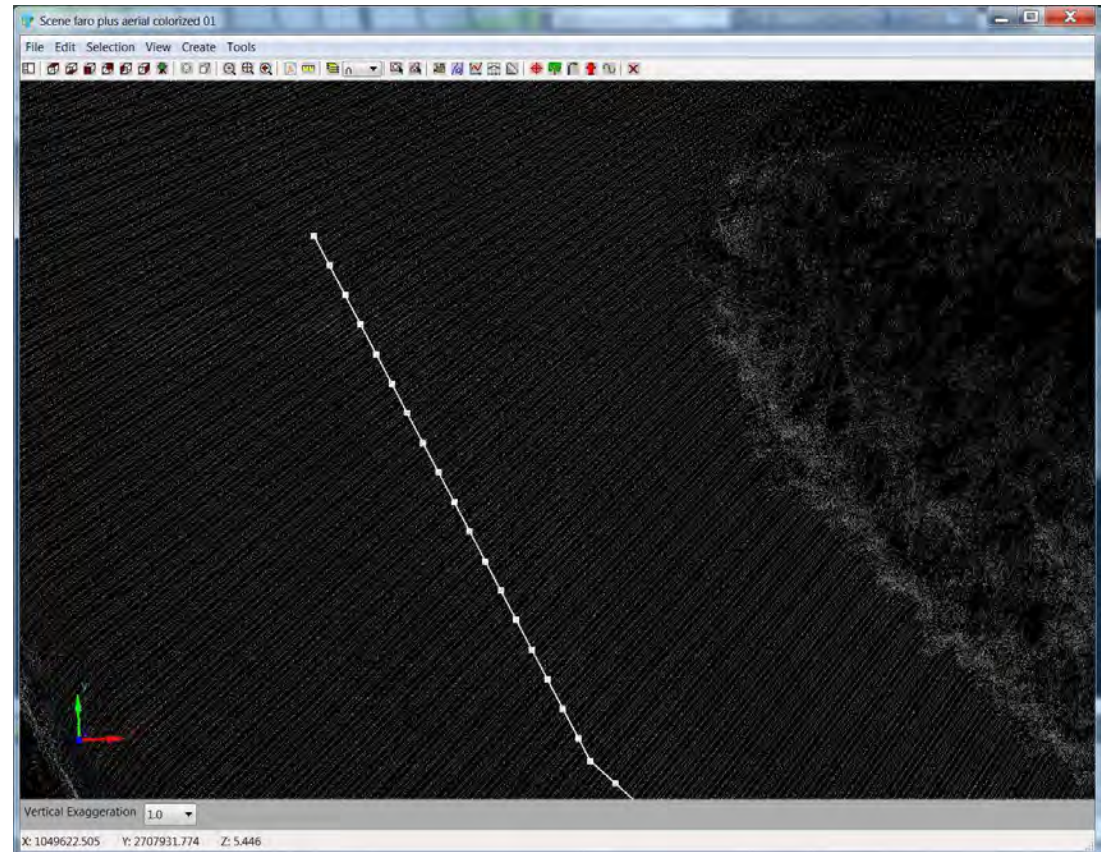 Scene faro plus aerial colorized 01
File Edit Selection View Create Tools
n
y
Vertical Exaggeration 1.0
X: 1049622.505 Y: 2707931.774 Z: 5.446